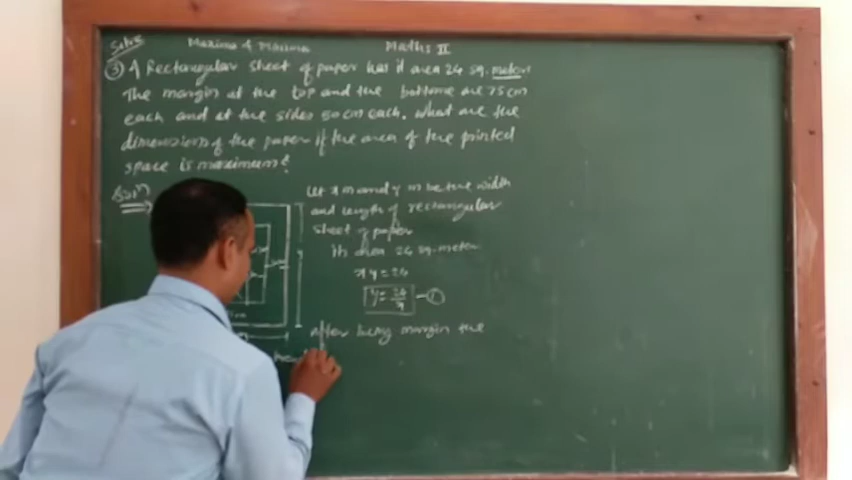 Maxima & Minima Maths II
③ A Rectangular sheet of paper has it area 24 sq. meter.
The margin at the top and the bottome are 75 cm
each and at the sides 50 cm each. What are the
dimensions of the paper if the area of the printed
space is maximum?
Let x m and y m be the width
and length of rectangular
sheet of paper
its area 24 sq. meter
xy = 24
y = 24/x —①
after being margin the